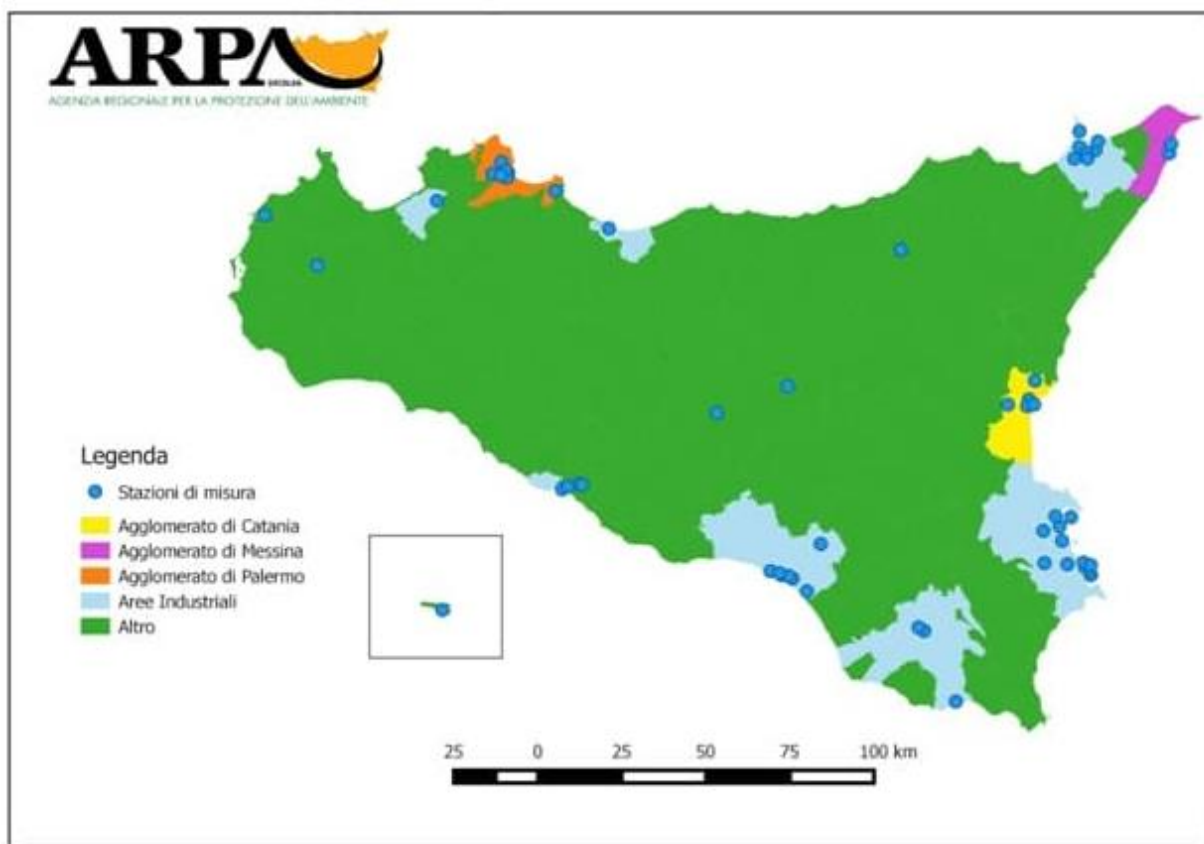 ARPA
SICILIA
AGENZIA REGIONALE PER LA PROTEZIONE DELL'AMBIENTE
Legenda
Stazioni di misura
Agglomerato di Catania
Agglomerato di Messina
Agglomerato di Palermo
Aree Industriali
Altro
25 0 25 50 75 100 km